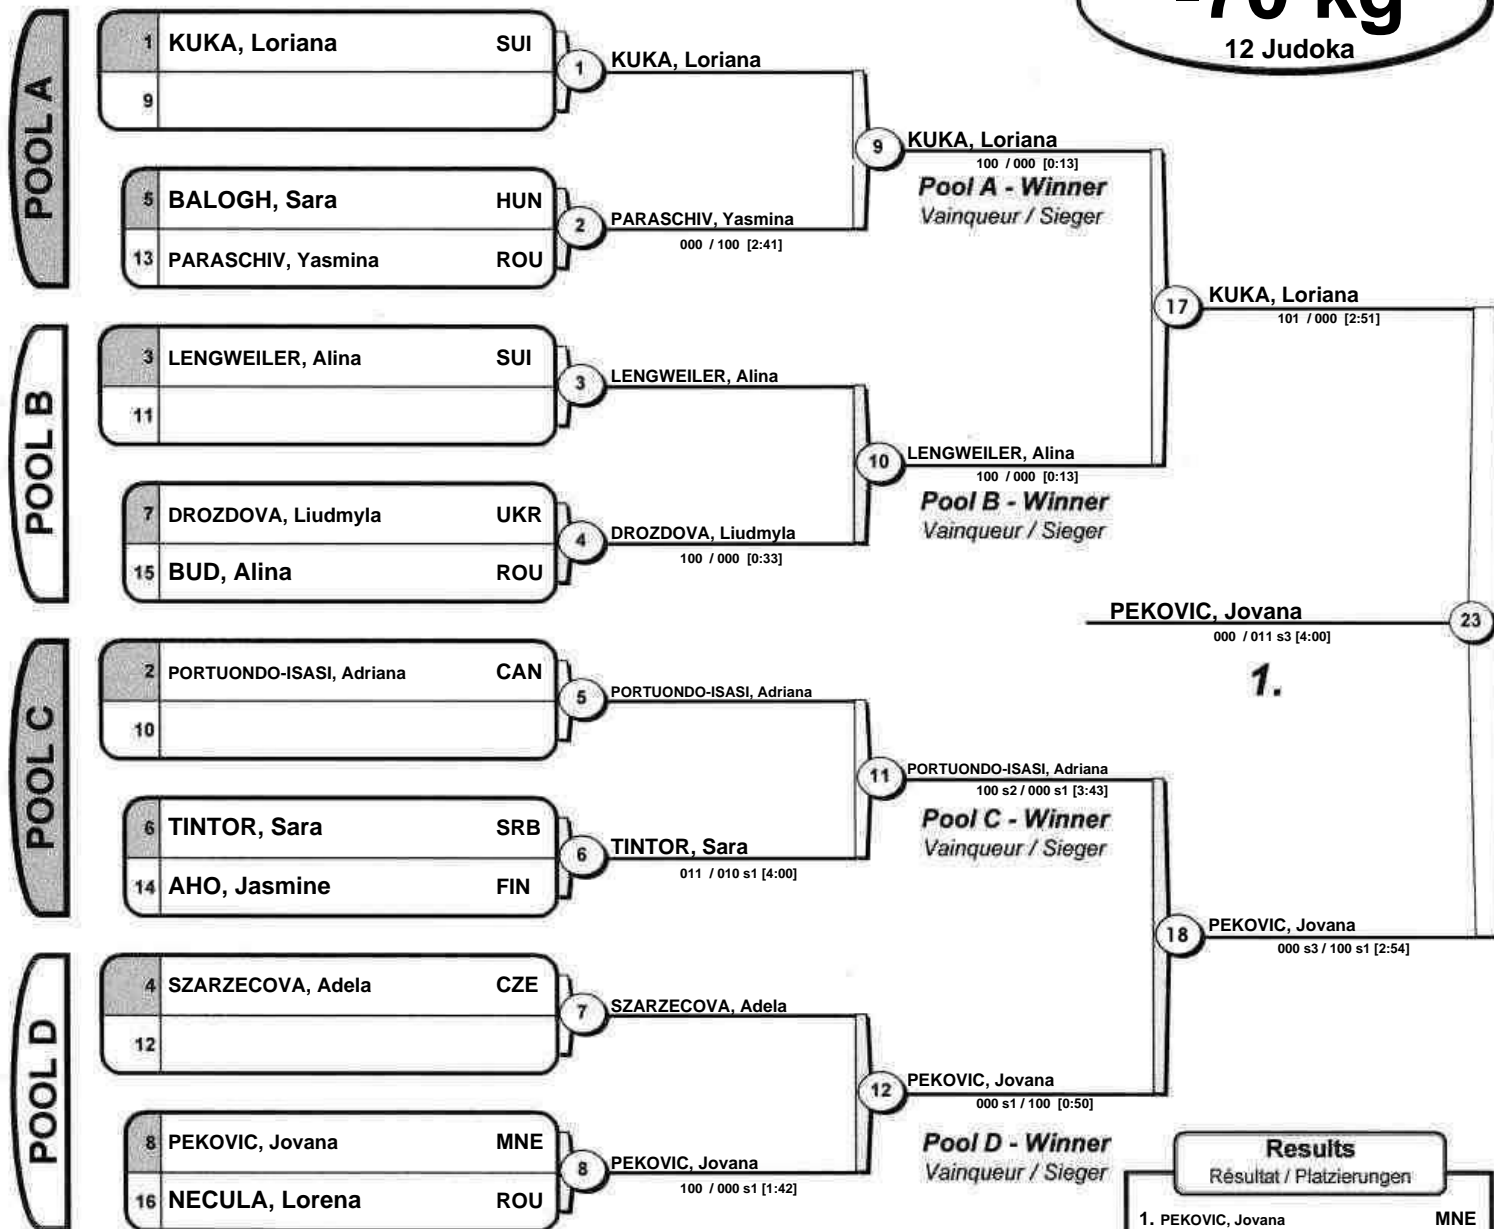 -70 kg
12 Judoka
POOL A
1 KUKA, Loriana SUI
9
5 BALOGH, Sara HUN
13 PARASCHIV, Yasmina ROU
1 KUKA, Loriana
2 PARASCHIV, Yasmina
000 / 100 [2:41]
9 KUKA, Loriana
100 / 000 [0:13]
Pool A - Winner
Vainqueur / Sieger
POOL B
3 LENGWEILER, Alina SUI
11
7 DROZDOVA, Liudmyla UKR
15 BUD, Alina ROU
3 LENGWEILER, Alina
4 DROZDOVA, Liudmyla
100 / 000 [0:33]
10 LENGWEILER, Alina
100 / 000 [0:13]
Pool B - Winner
Vainqueur / Sieger
17 KUKA, Loriana
101 / 000 [2:51]
PEKOVIC, Jovana 23
000 / 011 s3 [4:00]
1.
POOL C
2 PORTUONDO-ISASI, Adriana CAN
10
6 TINTOR, Sara SRB
14 AHO, Jasmine FIN
5 PORTUONDO-ISASI, Adriana
6 TINTOR, Sara
011 / 010 s1 [4:00]
11 PORTUONDO-ISASI, Adriana
100 s2 / 000 s1 [3:43]
Pool C - Winner
Vainqueur / Sieger
18 PEKOVIC, Jovana
000 s3 / 100 s1 [2:54]
POOL D
4 SZARZECOVA, Adela CZE
12
8 PEKOVIC, Jovana MNE
16 NECULA, Lorena ROU
7 SZARZECOVA, Adela
8 PEKOVIC, Jovana
100 / 000 s1 [1:42]
12 PEKOVIC, Jovana
000 s1 / 100 [0:50]
Pool D - Winner
Vainqueur / Sieger
Results
Résultat / Platzierungen
1. PEKOVIC, Jovana MNE